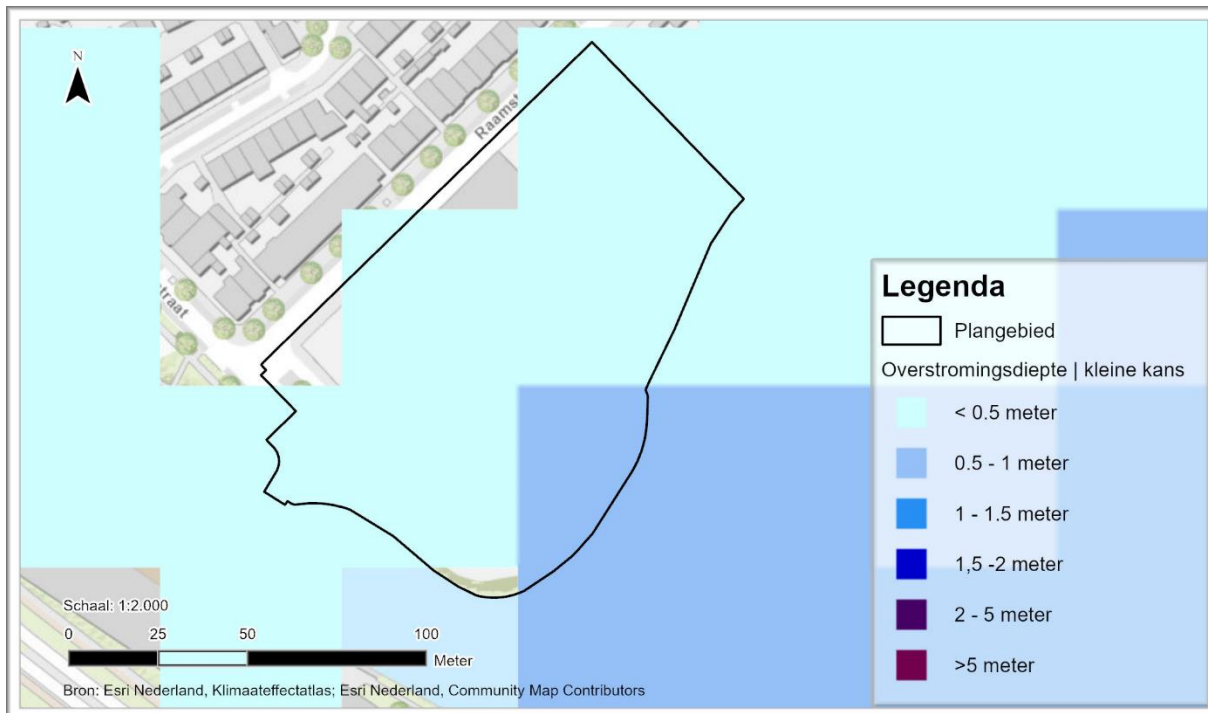 N
Raamst
straat
Legenda
Plangebied
Overstromingsdiepte | kleine kans
< 0.5 meter
0.5 - 1 meter
1 - 1.5 meter
1,5 -2 meter
2 - 5 meter
>5 meter
Schaal: 1:2.000
0 25 50 100
Meter
Bron: Esri Nederland, Klimaateffectatlas; Esri Nederland, Community Map Contributors